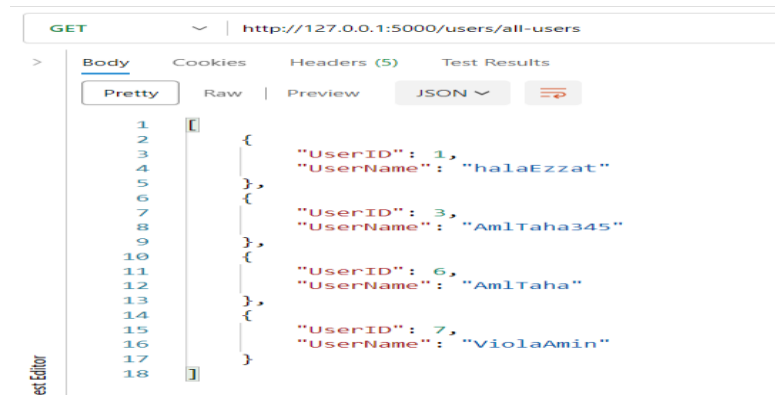 GET http://127.0.0.1:5000/users/all-users
> Body Cookies Headers (5) Test Results
Pretty Raw | Preview JSON
1 [
2 {
3 "UserID": 1,
4 "UserName": "halaEzzat"
5 },
6 {
7 "UserID": 3,
8 "UserName": "AmlTaha345"
9 },
10 {
11 "UserID": 6,
12 "UserName": "AmlTaha"
13 },
14 {
15 "UserID": 7,
16 "UserName": "ViolaAmin"
17 }
18 ]
est Editor